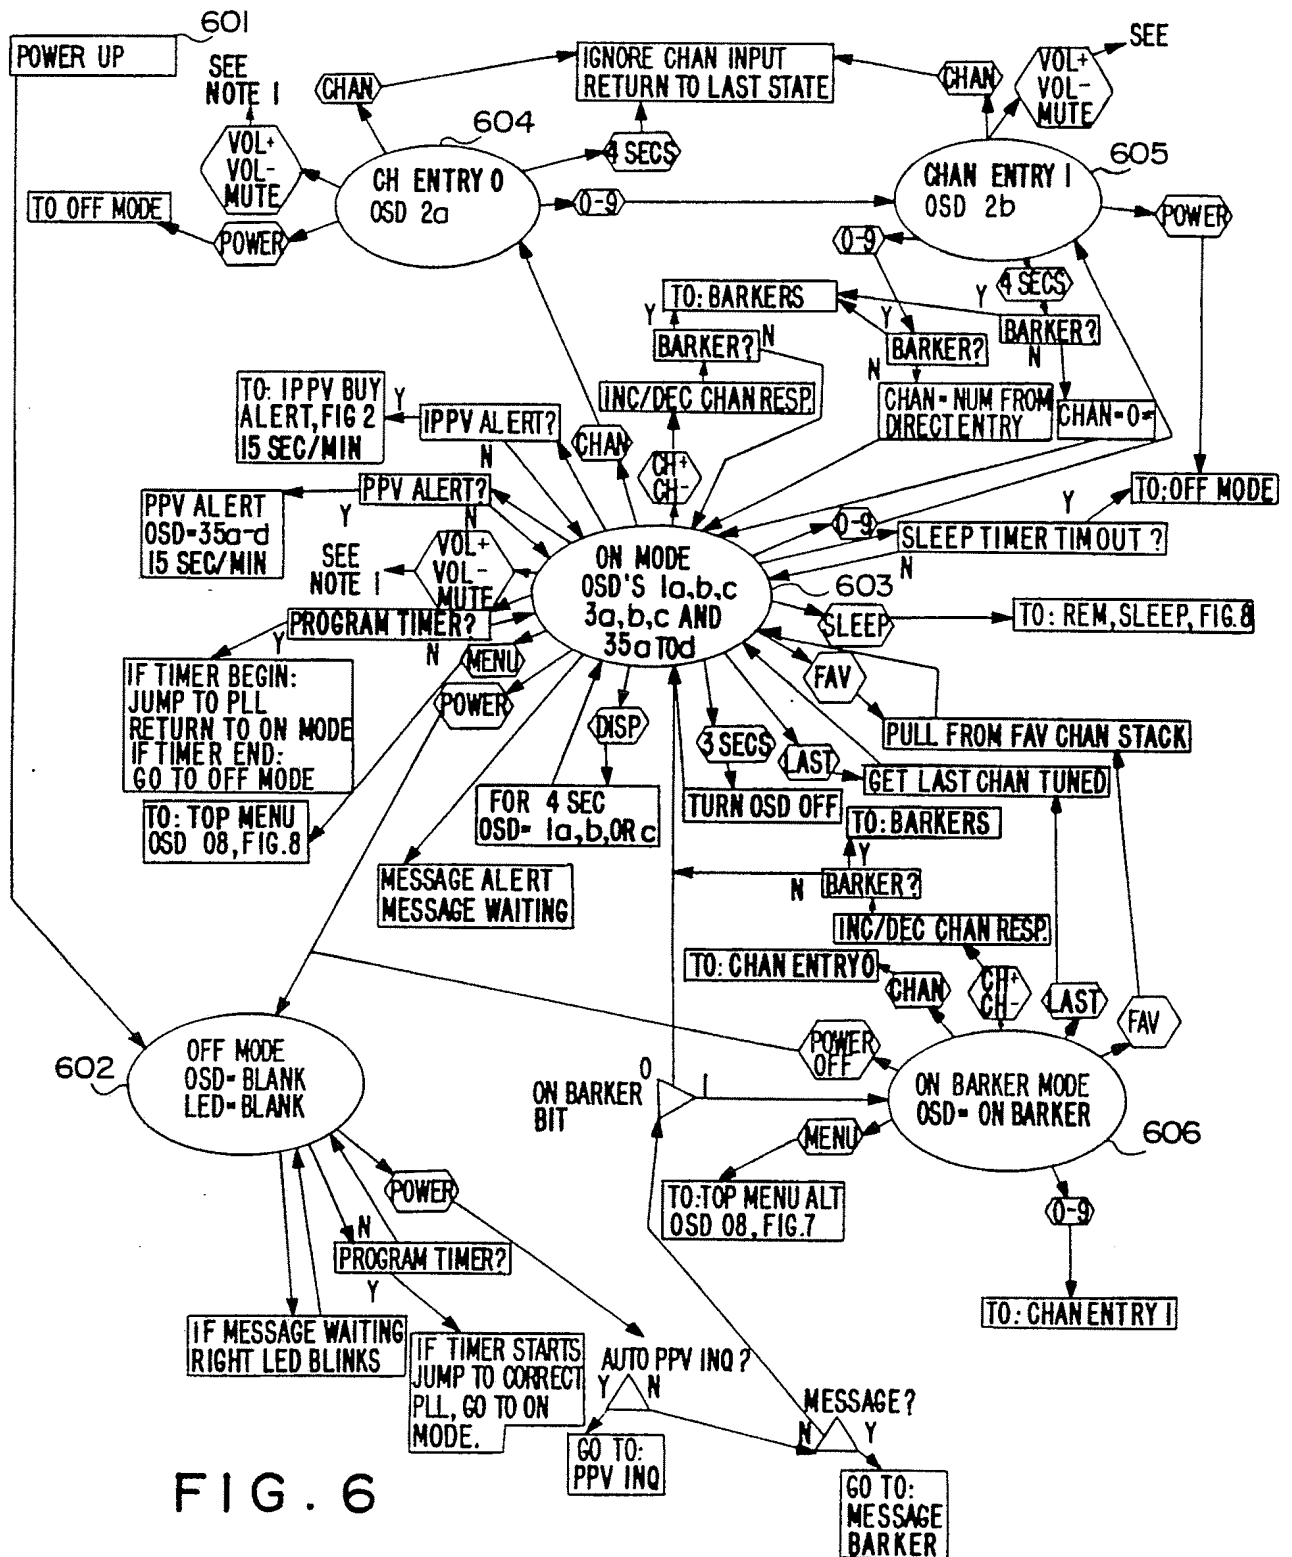 601
POWER UP
SEE
NOTE 1
CHAN
IGNORE CHAN INPUT
RETURN TO LAST STATE
CHAN
VOL+
VOL-
MUTE
SEE
604
4 SECS
VOL+
VOL-
MUTE
CH ENTRY 0
OSD 2a
0-9
CHAN ENTRY 1
OSD 2b
605
TO OFF MODE
POWER
POWER
0-9
4 SECS
TO: BARKERS
Y
Y
Y
BARKER?
N
BARKER?
N
BARKER?
N
INC/DEC CHAN RESP.
CHAN=NUM FROM
DIRECT ENTRY
CHAN=0≠
TO: IPPV BUY
ALERT, FIG 2
15 SEC/MIN
Y
IPPV ALERT?
N
CHAN
CH+
CH-
PPV ALERT
OSD=35a-d
15 SEC/MIN
Y
PPV ALERT?
N
0-9
SLEEP TIMER TIMOUT ?
Y
N
TO:OFF MODE
SEE
NOTE 1
VOL+
VOL-
MUTE
ON MODE
OSD'S 1a,b,c
3a,b,c AND
35a TO d
603
SLEEP
TO: REM, SLEEP, FIG.8
PROGRAM TIMER?
Y
N
MENU
FAV
IF TIMER BEGIN:
JUMP TO PLL
RETURN TO ON MODE
IF TIMER END:
GO TO OFF MODE
POWER
DISP
3 SECS
LAST
PULL FROM FAV CHAN STACK
GET LAST CHAN TUNED
TO: TOP MENU
OSD 08, FIG.8
FOR 4 SEC
OSD= 1a,b,OR c
TURN OSD OFF
TO: BARKERS
Y
MESSAGE ALERT
MESSAGE WAITING
N
BARKER?
INC/DEC CHAN RESP.
TO: CHAN ENTRY 0
CHAN
CH+
CH-
LAST
FAV
602
OFF MODE
OSD=BLANK
LED=BLANK
POWER
OFF
0
1
ON BARKER
BIT
ON BARKER MODE
OSD= ON BARKER
606
MENU
POWER
TO:TOP MENU ALT
OSD 08, FIG.7
0-9
N
PROGRAM TIMER?
Y
TO: CHAN ENTRY 1
IF MESSAGE WAITING
RIGHT LED BLINKS
IF TIMER STARTS
JUMP TO CORRECT
PLL, GO TO ON
MODE.
AUTO PPV INQ ?
Y
N
MESSAGE?
N
Y
GO TO:
PPV INQ
GO TO:
MESSAGE
BARKER
FIG. 6